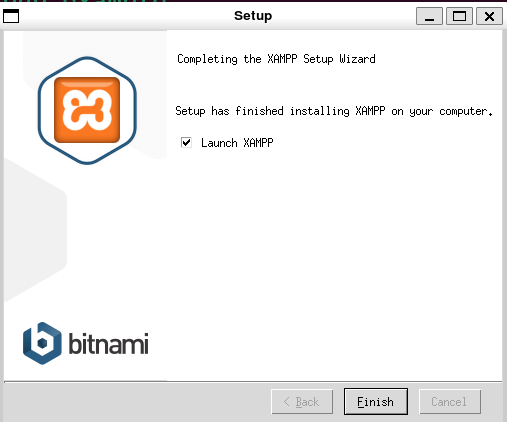 Setup
Completing the XAMPP Setup Wizard
Setup has finished installing XAMPP on your computer.
Launch XAMPP
bitnami
< Back
Finish
Cancel